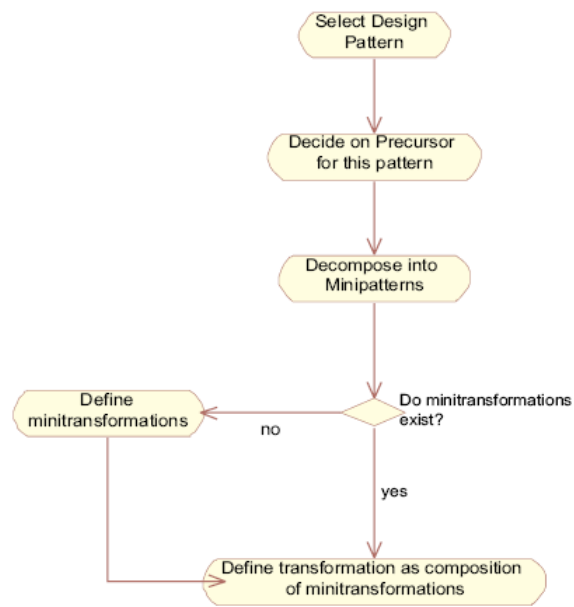 Select Design
Pattern
Decide on Precursor
for this pattern
Decompose into
Minipatterns
Define
minitransformations
Do minitransformations
exist?
no
yes
Define transformation as composition
of minitransformations